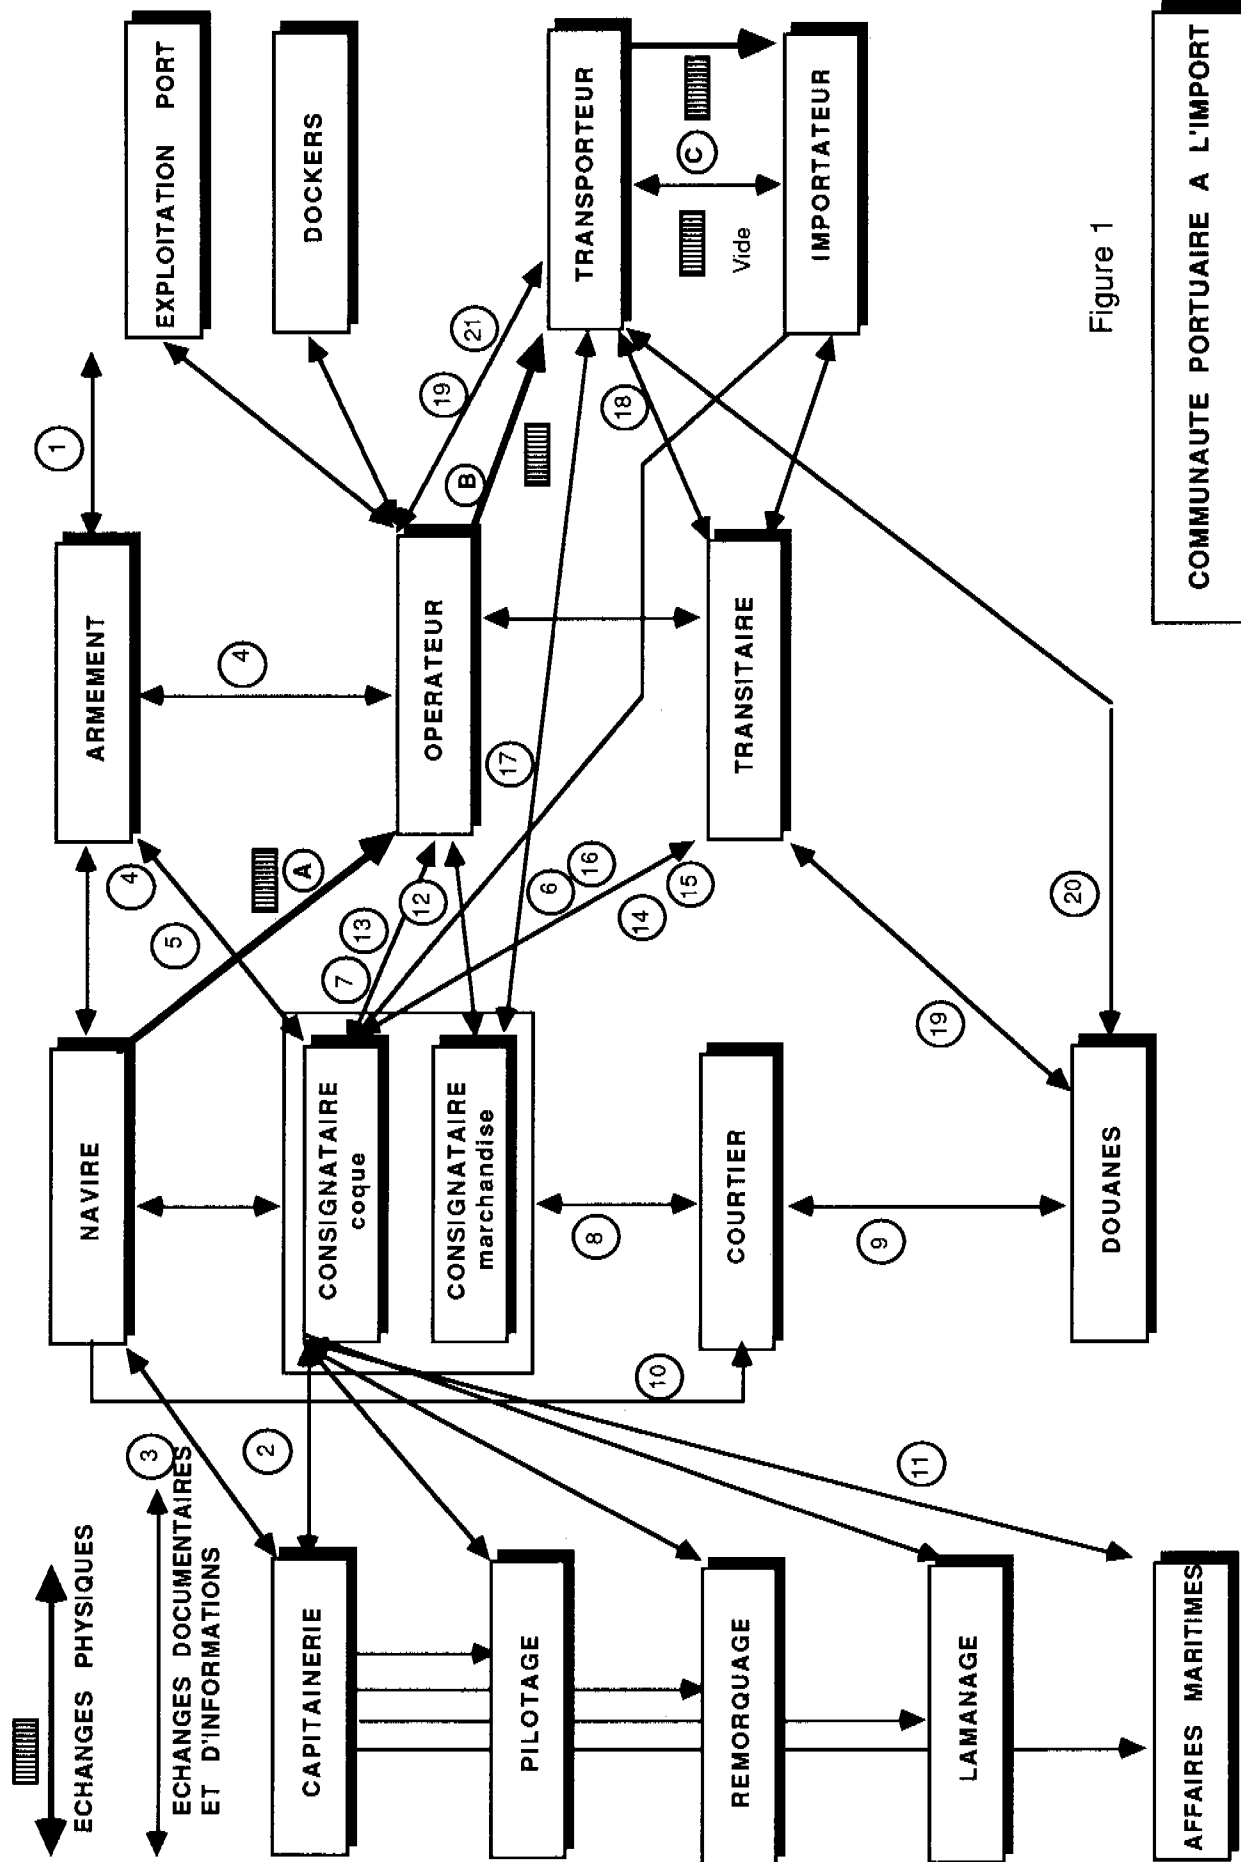 ECHANGES PHYSIQUES
ECHANGES DOCUMENTAIRES
ET D'INFORMATIONS
3
2
CAPITAINERIE
PILOTAGE
REMORQUAGE
LAMANAGE
AFFAIRES MARITIMES
11
10
NAVIRE
CONSIGNATAIRE
coque
CONSIGNATAIRE
marchandise
8
COURTIER
9
DOUANES
4
5
A
7
13
12
6
16
14
15
19
20
ARMEMENT
4
OPERATEUR
17
TRANSITAIRE
1
19
21
B
18
EXPLOITATION PORT
DOCKERS
TRANSPORTEUR
C
Vide
IMPORTATEUR
Figure 1
COMMUNAUTE PORTUAIRE A L'IMPORT